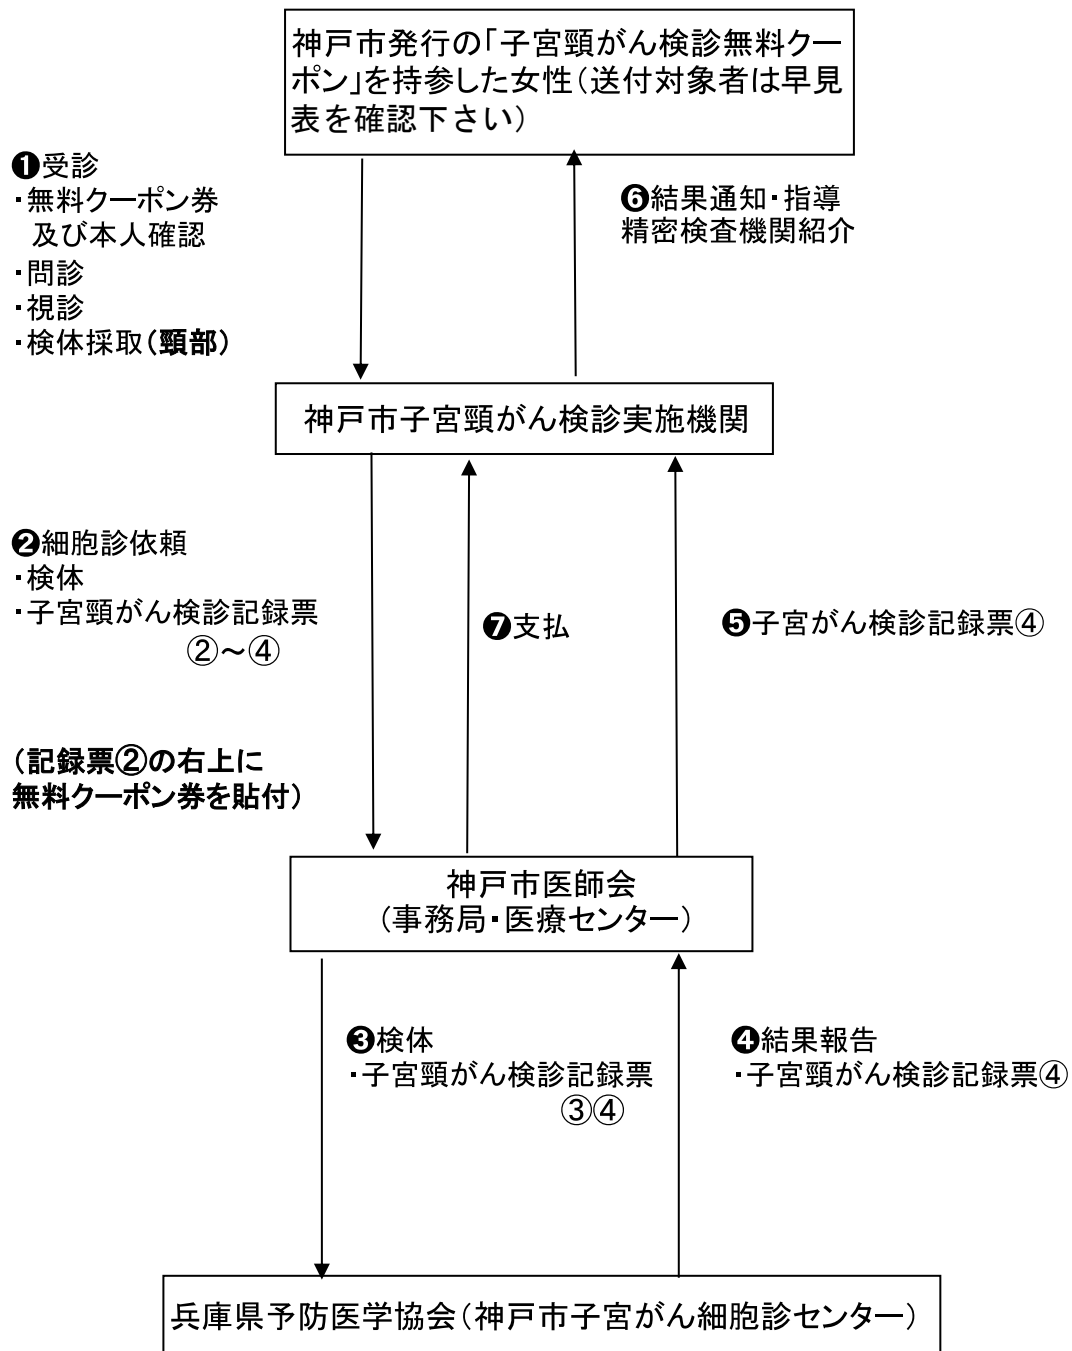 神戸市発行の「子宮頸がん検診無料クー
ポン」を持参した女性(送付対象者は早見
表を確認下さい)
❶受診
・無料クーポン券
及び本人確認
・問診
・視診
・検体採取(頸部)
❻結果通知・指導
精密検査機関紹介
神戸市子宮頸がん検診実施機関
❷細胞診依頼
・検体
・子宮頸がん検診記録票
②~④
(記録票②の右上に
無料クーポン券を貼付)
❼支払
❺子宮がん検診記録票④
神戸市医師会
(事務局・医療センター)
❸検体
・子宮頸がん検診記録票
③④
❹結果報告
・子宮頸がん検診記録票④
兵庫県予防医学協会(神戸市子宮がん細胞診センター)